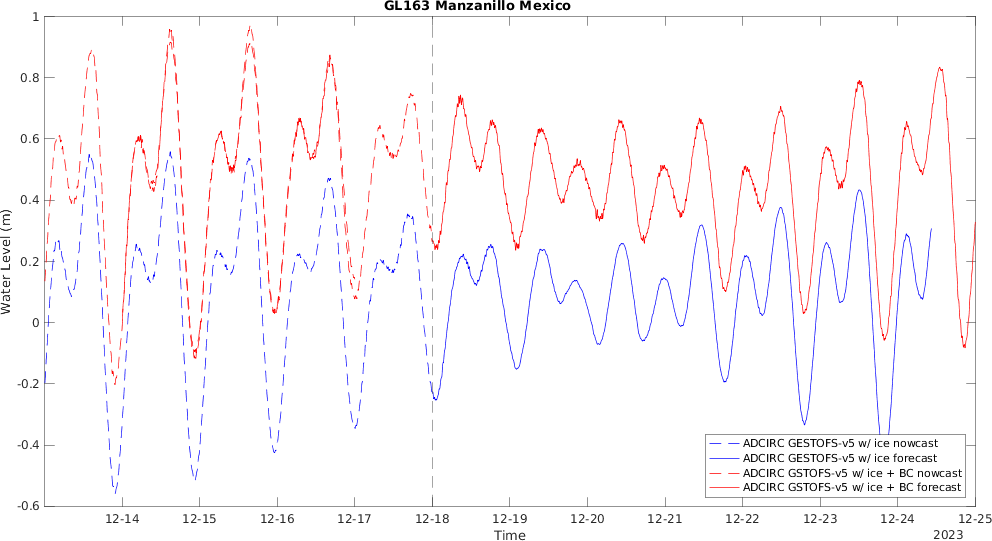 GL163 Manzanillo Mexico
1
0.8
0.6
0.4
0.2
0
-0.2
-0.4
-0.6
Water Level (m)
12-14 12-15 12-16 12-17 12-18 12-19 12-20 12-21 12-22 12-23 12-24 12-25
Time
2023
ADCIRC GESTOFS-v5 w/ ice nowcast
ADCIRC GESTOFS-v5 w/ ice forecast
ADCIRC GSTOFS-v5 w/ ice + BC nowcast
ADCIRC GSTOFS-v5 w/ ice + BC forecast